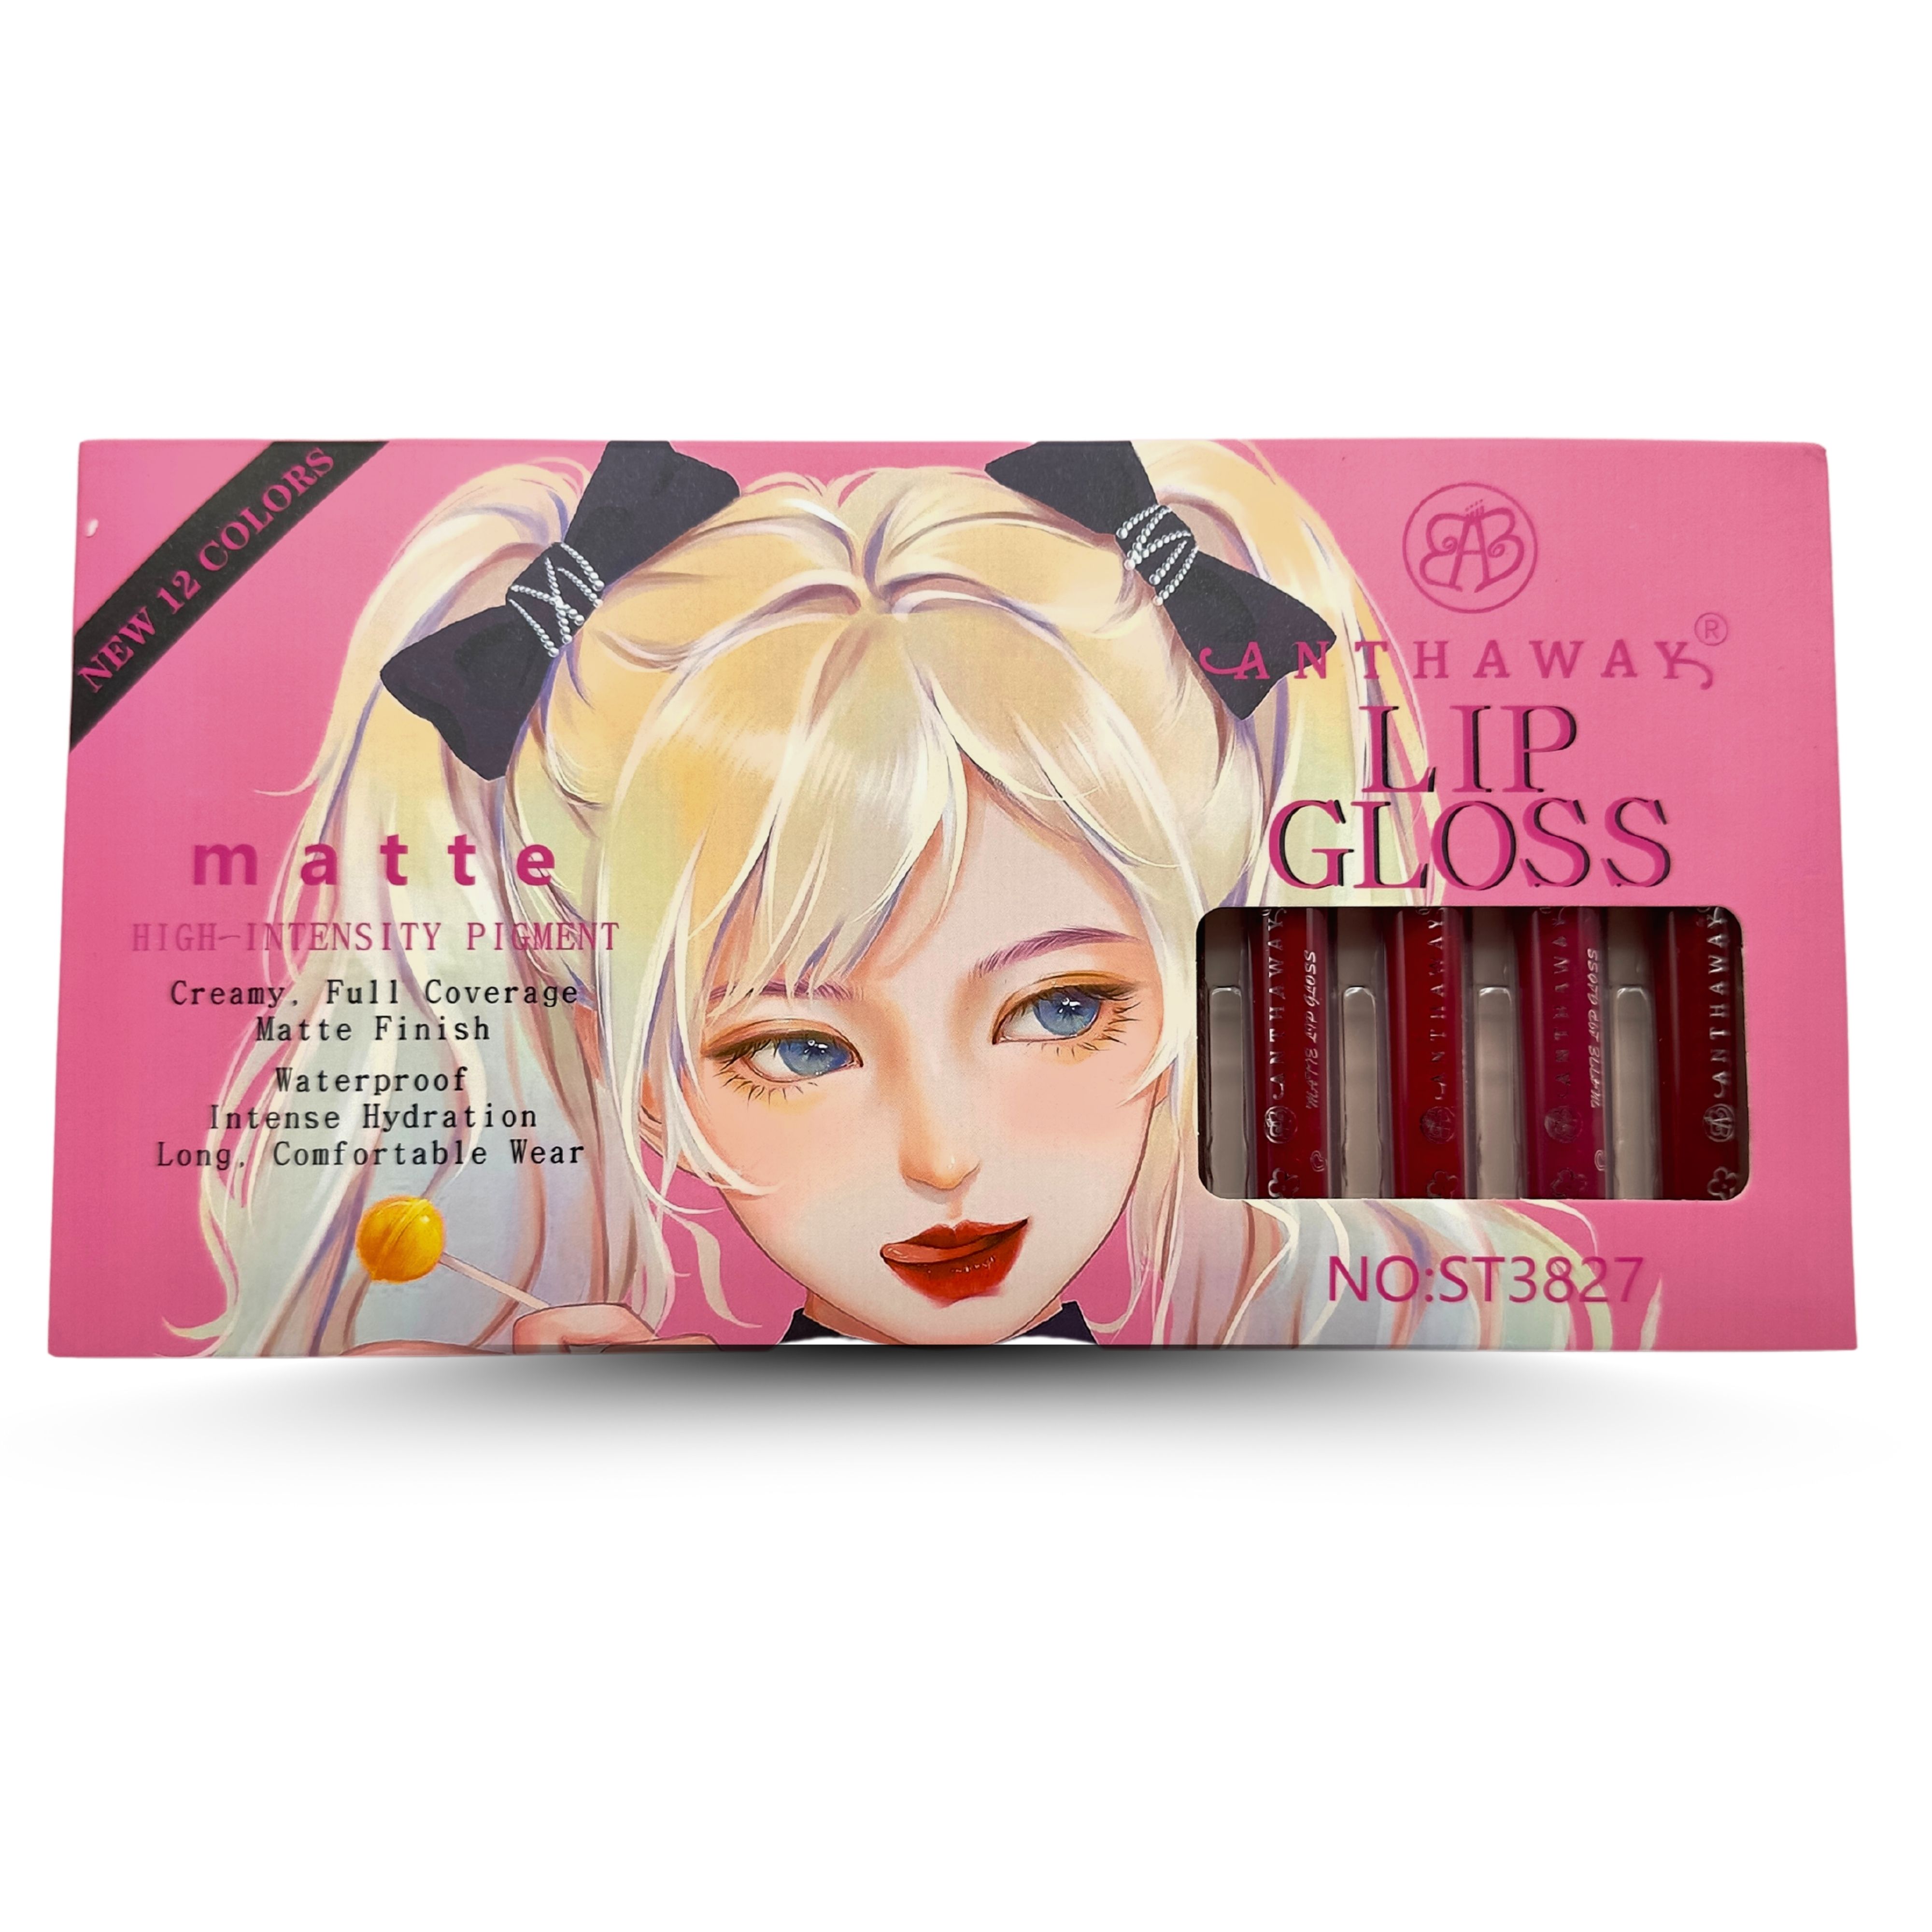 NEW 12 COLORS
matte
HIGH-INTENSITY PIGMENT
Creamy, Full Coverage
Matte Finish
Waterproof
Intense Hydration
Long, Comfortable Wear
ANTHAWAY®
LIP
GLOSS
ANTHAWAY
MATTE LIP GLOSS
ANTHAWAY
ANTHAWAY
MATTE LIP GLOSS
ANTHAWAY
NO:ST3827